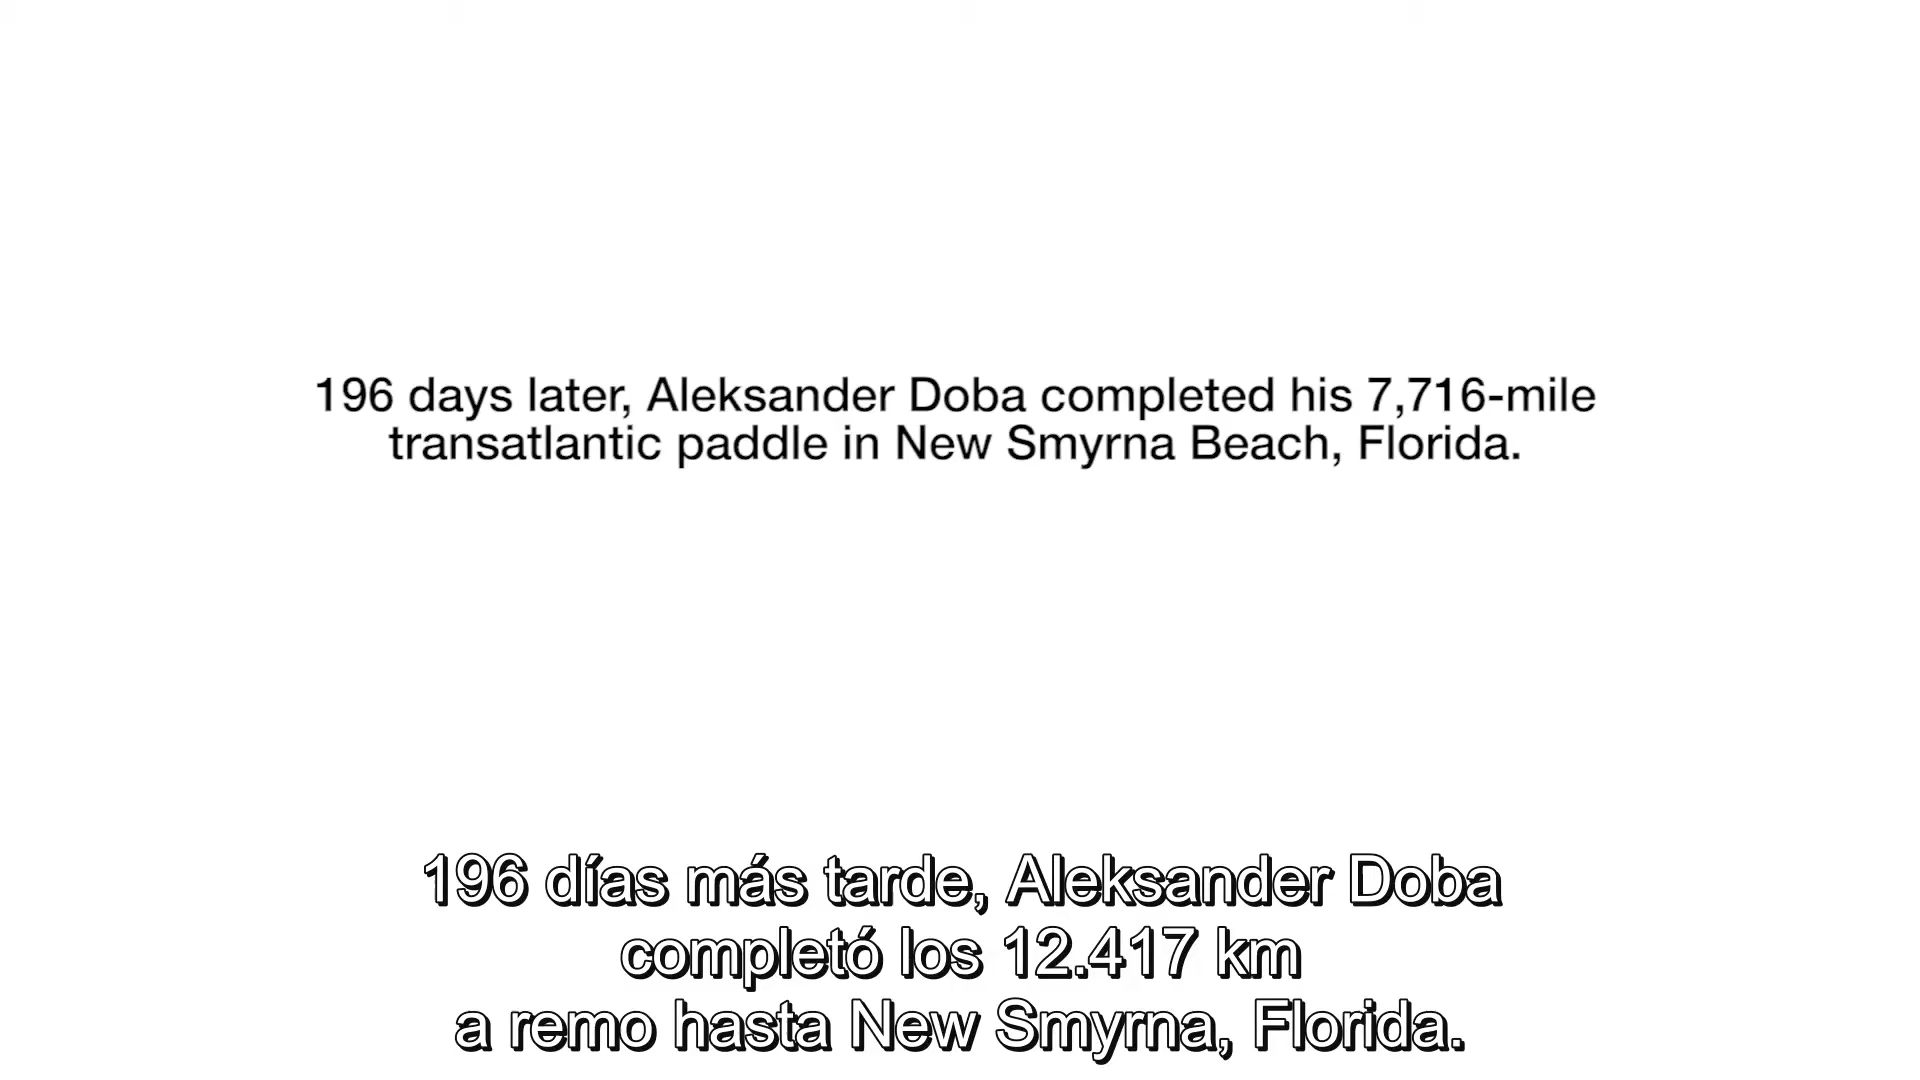 196 days later, Aleksander Doba completed his 7,716-mile
transatlantic paddle in New Smyrna Beach, Florida.
196 días más tarde, Aleksander Doba
completó los 12.417 km
a remo hasta New Smyrna, Florida.